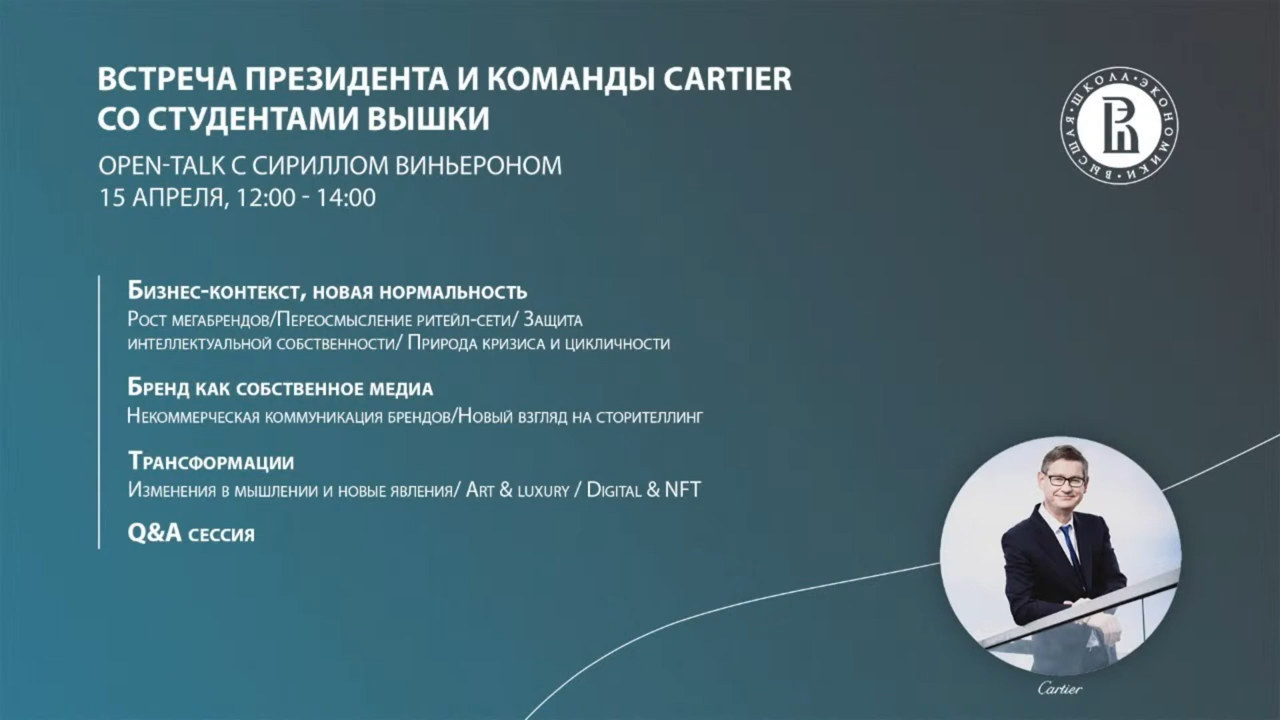 ВСТРЕЧА ПРЕЗИДЕНТА И КОМАНДЫ CARTIER
СО СТУДЕНТАМИ ВЫШКИ
OPEN-TALK С СИРИЛЛОМ ВИНЬЕРОНОМ
15 АПРЕЛЯ, 12:00 - 14:00
ВЫСШАЯ • ШКОЛА • ЭКОНОМИКИ •
Бизнес-контекст, новая нормальность
Рост мегабрендов/Переосмысление ритейл-сети/ Защита
интеллектуальной собственности/ Природа кризиса и цикличности
Бренд как собственное медиа
Некоммерческая коммуникация брендов/Новый взгляд на сторителлинг
Трансформации
Изменения в мышлении и новые явления/ Art & luxury / Digital & NFT
Q&A сессия
Cartier